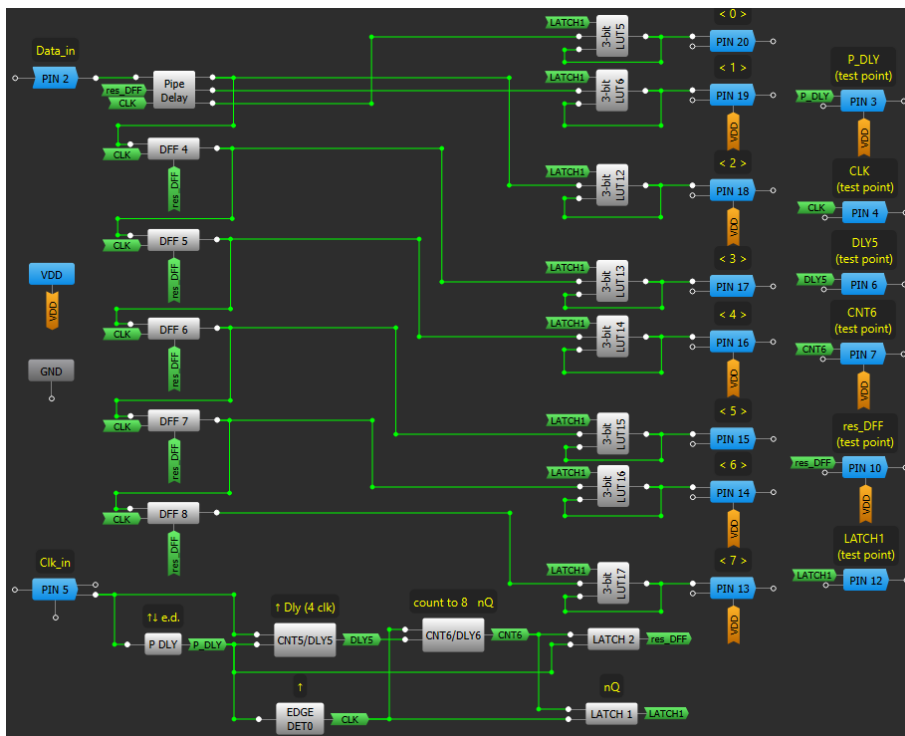 < 0 >
LATCH1
3-bit
LUT5
PIN 20
Data_in
PIN 2
res_DFF
CLK
Pipe
Delay
LATCH1
3-bit
LUT6
< 1 >
PIN 19
VDD
P_DLY
(test point)
P_DLY
PIN 3
VDD
CLK
DFF 4
res_DFF
LATCH1
3-bit
LUT12
< 2 >
PIN 18
VDD
CLK
(test point)
CLK
PIN 4
CLK
DFF 5
res_DFF
LATCH1
3-bit
LUT13
< 3 >
PIN 17
DLY5
(test point)
DLY5
PIN 6
VDD
VDD
CLK
DFF 6
res_DFF
LATCH1
3-bit
LUT14
< 4 >
PIN 16
VDD
CNT6
(test point)
CNT6
PIN 7
VDD
GND
CLK
DFF 7
res_DFF
LATCH1
3-bit
LUT15
< 5 >
PIN 15
res_DFF
(test point)
res_DFF
PIN 10
VDD
LATCH1
3-bit
LUT16
< 6 >
PIN 14
VDD
CLK
DFF 8
res_DFF
LATCH1
3-bit
LUT17
< 7 >
PIN 13
VDD
LATCH1
(test point)
LATCH1
PIN 12
Clk_in
PIN 5
↑↓ e.d.
P DLY
P_DLY
↑ Dly (4 clk)
CNT5/DLY5
DLY5
count to 8 nQ
CNT6/DLY6
CNT6
LATCH 2
res_DFF
↑
EDGE
DET0
CLK
nQ
LATCH 1
LATCH1